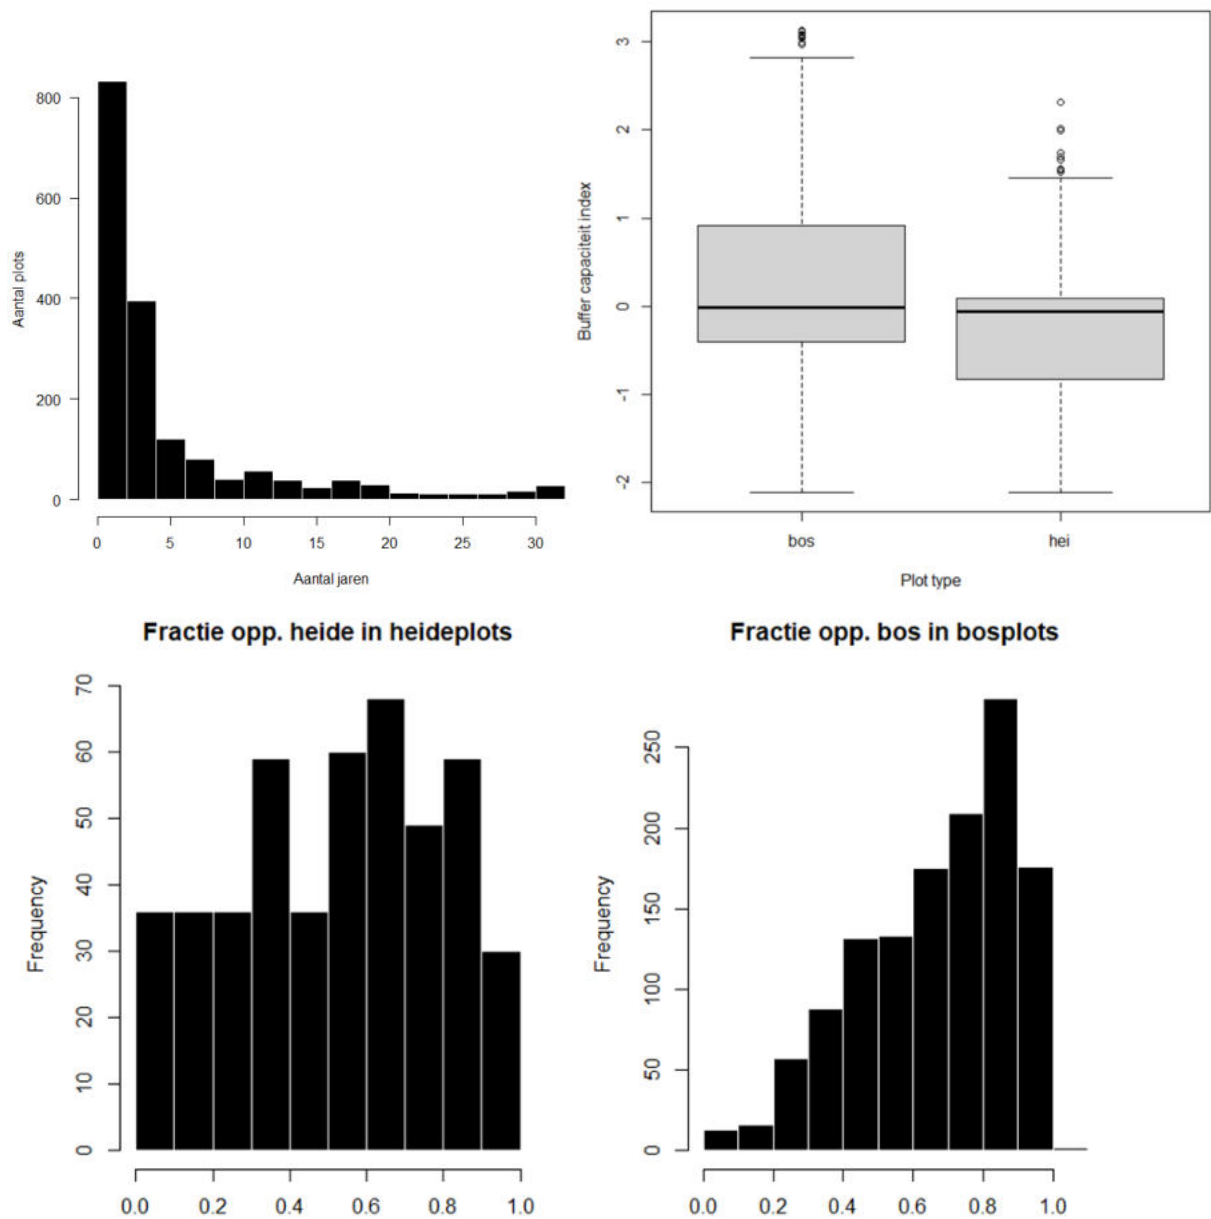 Aantal plots
800
600
400
200
0
0 5 10 15 20 25 30
Aantal jaren
Buffer capaciteit index
3
2
1
0
-1
-2
bos hei
Plot type
Fractie opp. heide in heideplots
Frequency
70
60
50
40
30
20
10
0
0.0 0.2 0.4 0.6 0.8 1.0
Fractie opp. bos in bosplots
Frequency
250
200
150
100
50
0
0.0 0.2 0.4 0.6 0.8 1.0